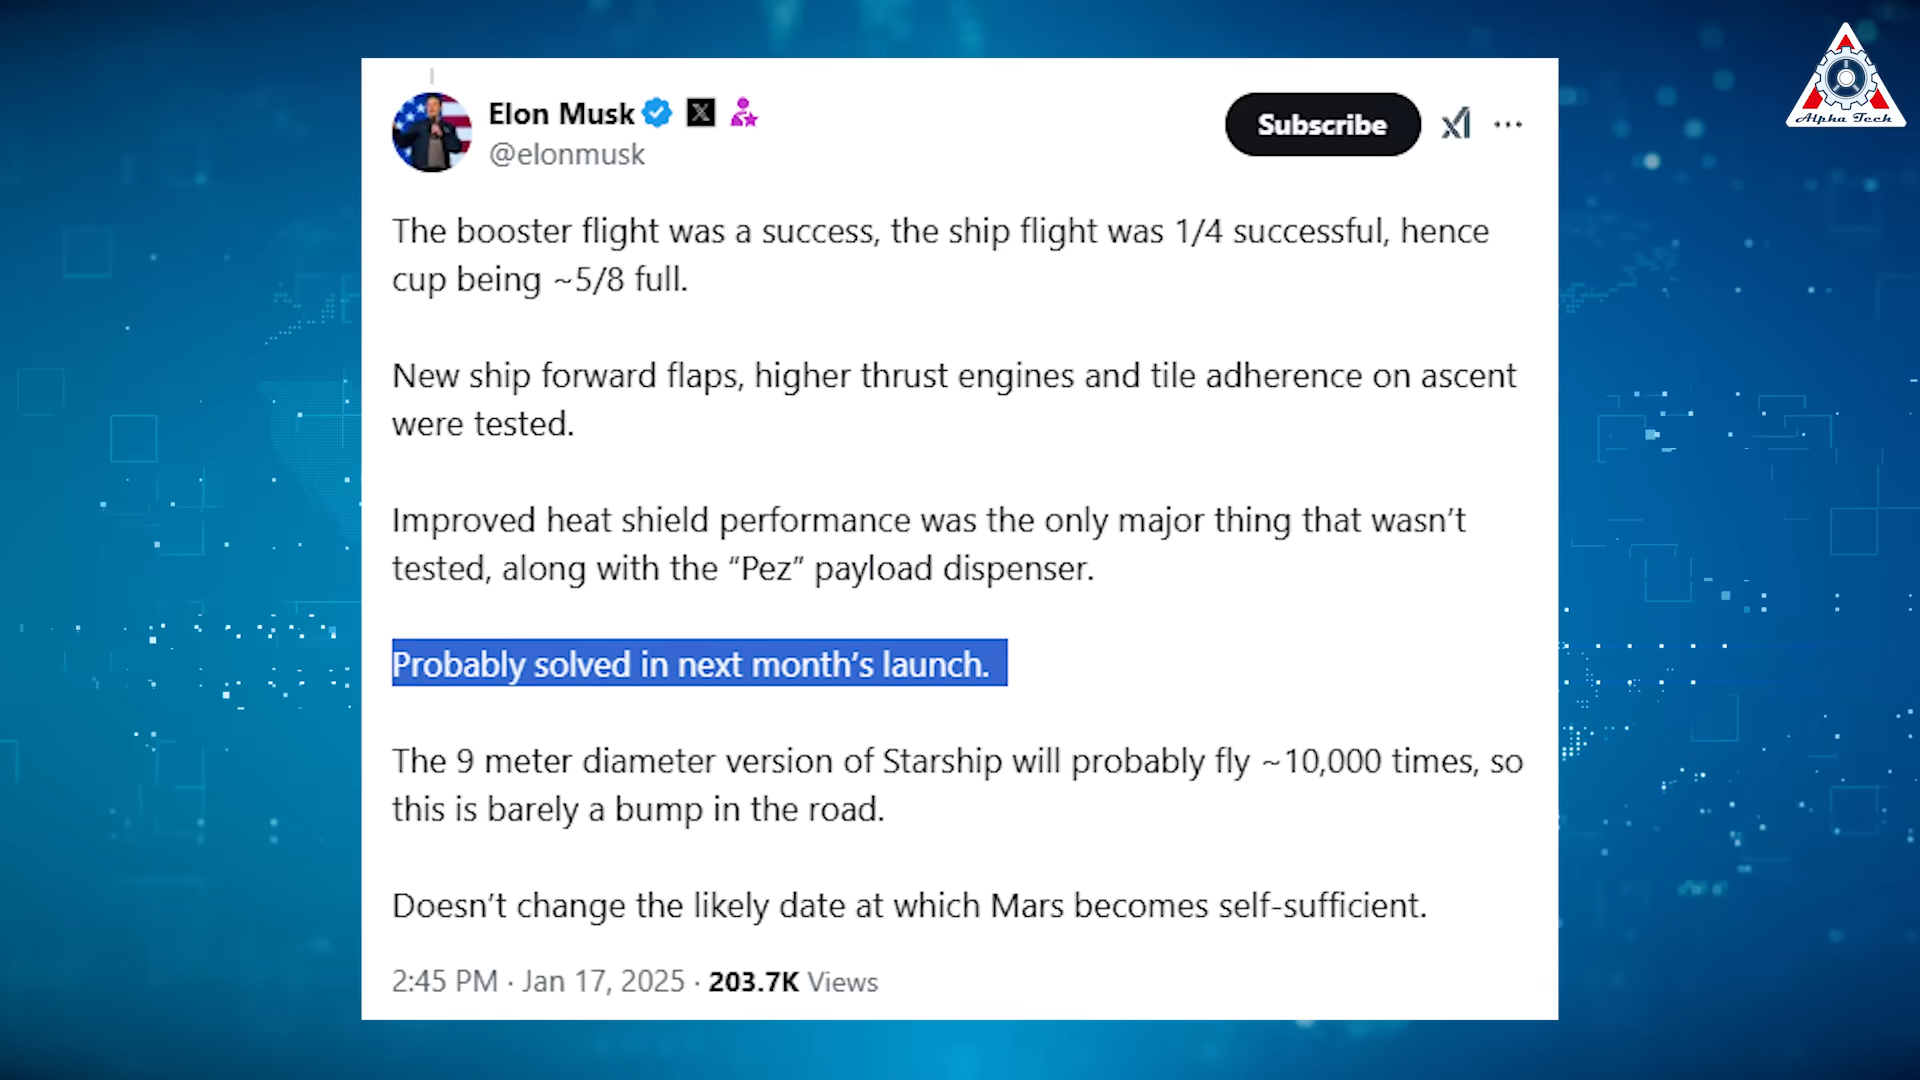 Alpha Tech
Elon Musk
@elonmusk
Subscribe
The booster flight was a success, the ship flight was 1/4 successful, hence
cup being ~5/8 full.
New ship forward flaps, higher thrust engines and tile adherence on ascent
were tested.
Improved heat shield performance was the only major thing that wasn’t
tested, along with the “Pez” payload dispenser.
Probably solved in next month’s launch.
The 9 meter diameter version of Starship will probably fly ~10,000 times, so
this is barely a bump in the road.
Doesn’t change the likely date at which Mars becomes self-sufficient.
2:45 PM · Jan 17, 2025 · 203.7K Views